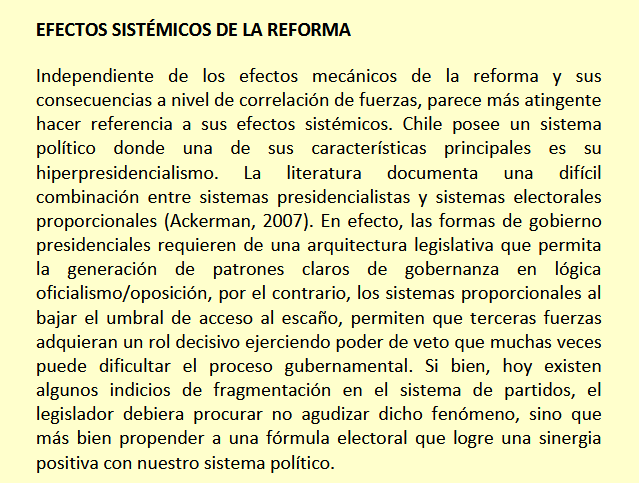 EFECTOS SISTÉMICOS DE LA REFORMA
Independiente de los efectos mecánicos de la reforma y sus
consecuencias a nivel de correlación de fuerzas, parece más atingente
hacer referencia a sus efectos sistémicos. Chile posee un sistema
político donde una de sus características principales es su
hiperpresidencialismo. La literatura documenta una difícil
combinación entre sistemas presidencialistas y sistemas electorales
proporcionales (Ackerman, 2007). En efecto, las formas de gobierno
presidenciales requieren de una arquitectura legislativa que permita
la generación de patrones claros de gobernanza en lógica
oficialismo/oposición, por el contrario, los sistemas proporcionales al
bajar el umbral de acceso al escaño, permiten que terceras fuerzas
adquieran un rol decisivo ejerciendo poder de veto que muchas veces
puede dificultar el proceso gubernamental. Si bien, hoy existen
algunos indicios de fragmentación en el sistema de partidos, el
legislador debiera procurar no agudizar dicho fenómeno, sino que
más bien propender a una fórmula electoral que logre una sinergia
positiva con nuestro sistema político.